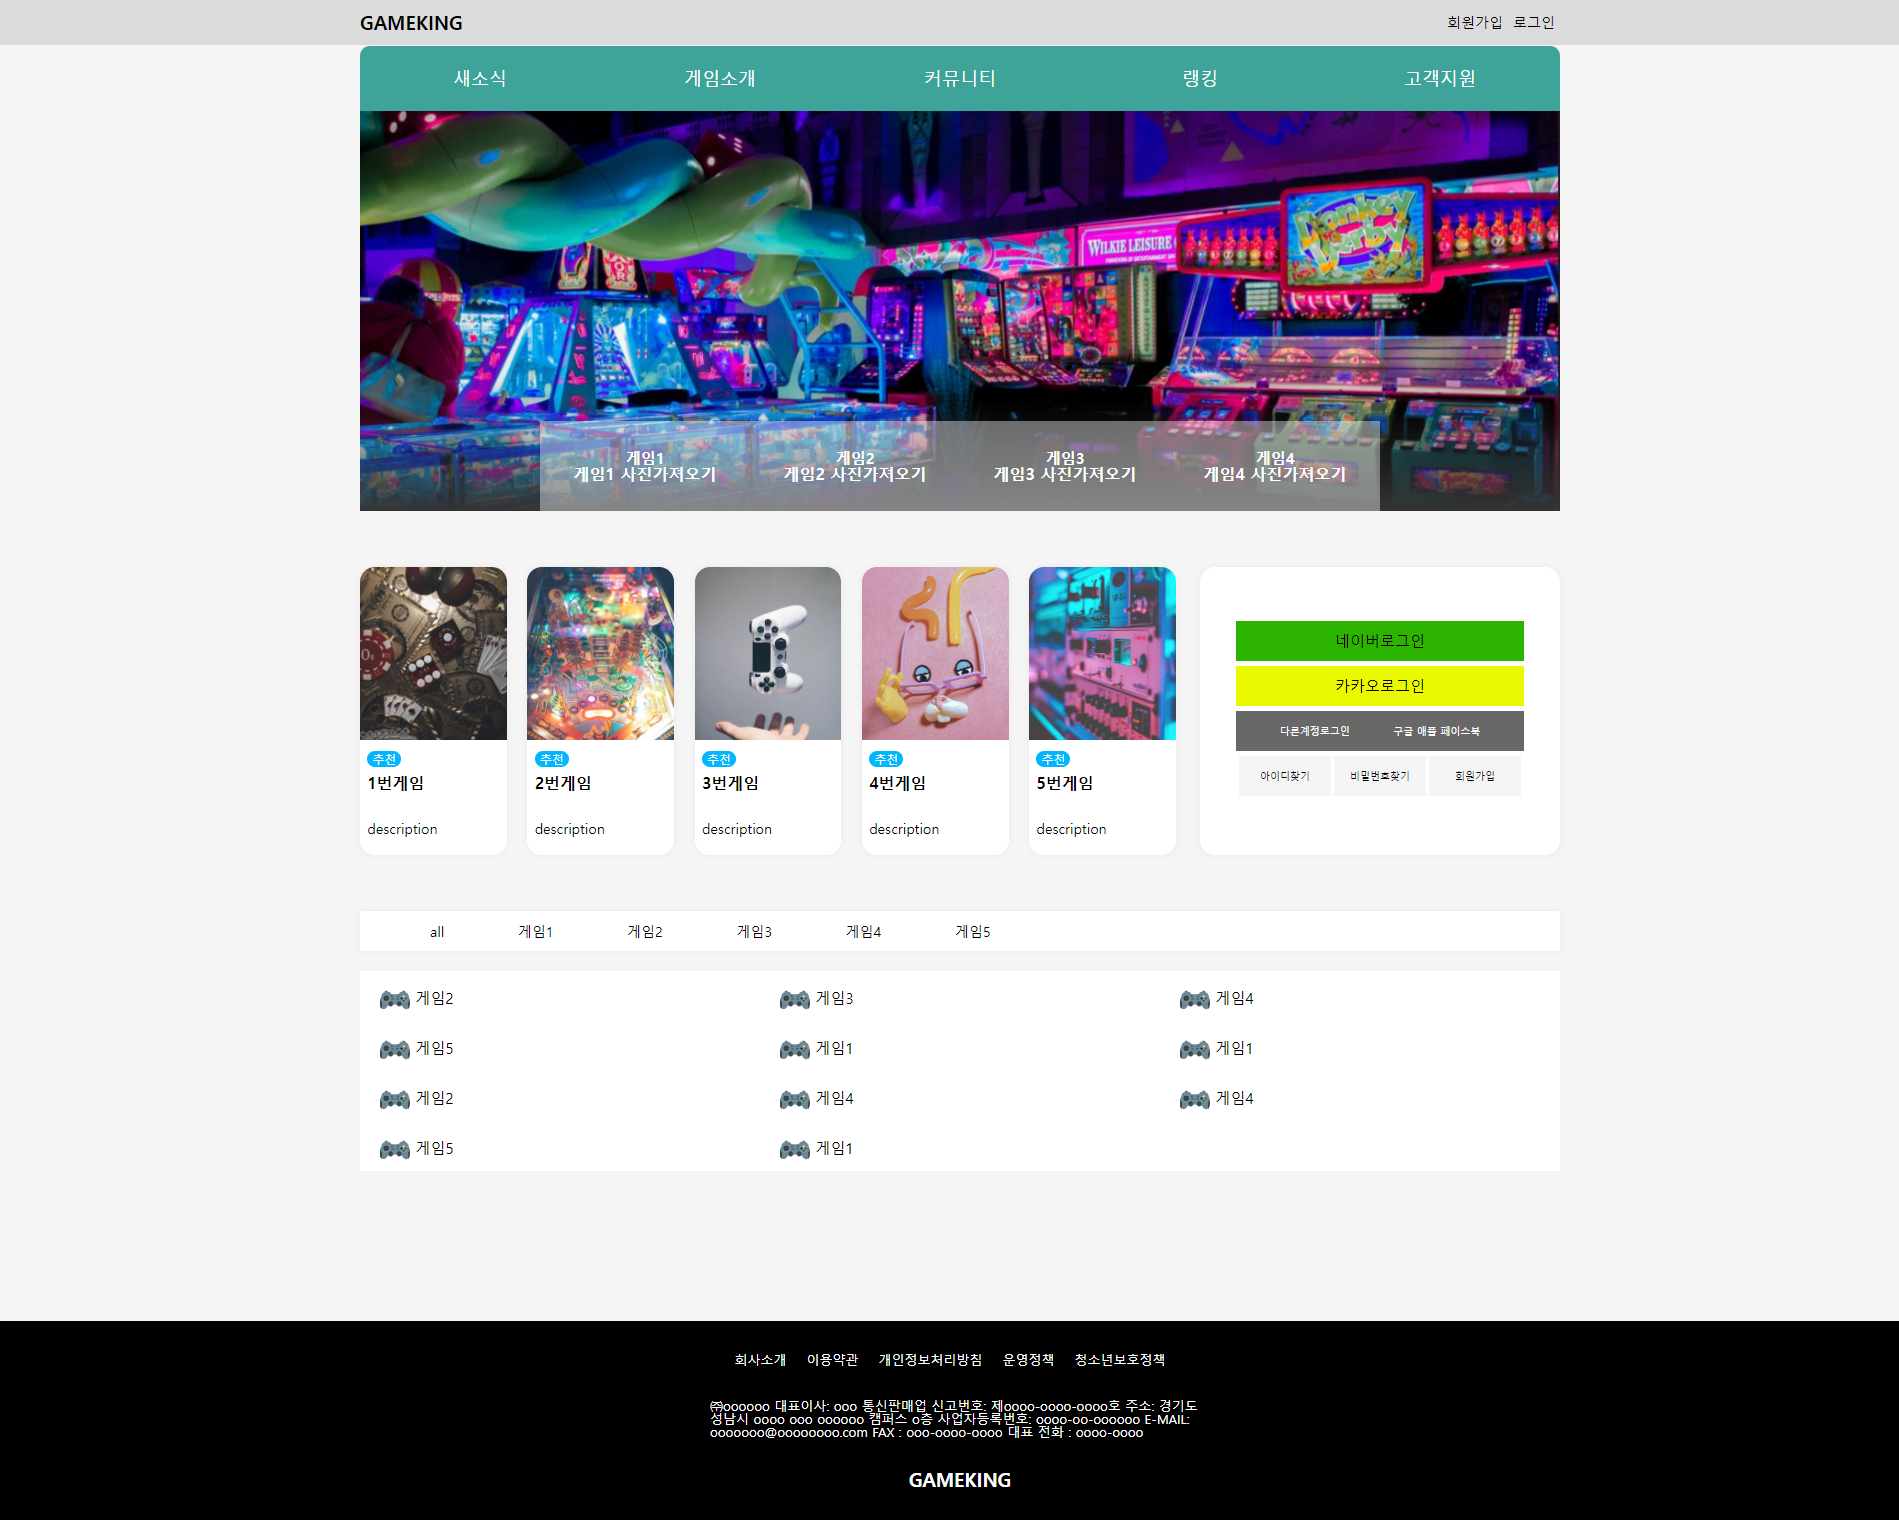 GAMEKING
회원가입 로그인
새소식 게임소개 커뮤니티 랭킹 고객지원
WILKIE LEISURE
Donkey Derby
게임1 게임2 게임3 게임4
게임1 사진가져오기 게임2 사진가져오기 게임3 사진가져오기 게임4 사진가져오기
네이버로그인
카카오로그인
다른계정로그인 구글 애플 페이스북
아이디찾기 비밀번호찾기 회원가입
추천 추천 추천 추천 추천
1번게임 2번게임 3번게임 4번게임 5번게임
description description description description description
all 게임1 게임2 게임3 게임4 게임5
게임2 게임3 게임4
게임5 게임1 게임1
게임2 게임4 게임4
게임5 게임1
회사소개 이용약관 개인정보처리방침 운영정책 청소년보호정책
㈜oooooo 대표이사: ooo 통신판매업 신고번호: 제oooo-oooo-oooo호 주소: 경기도
성남시 oooo ooo oooooo 캠퍼스 o층 사업자등록번호: oooo-oo-oooooo E-MAIL:
ooooooo@oooooooo.com FAX : ooo-oooo-oooo 대표 전화 : oooo-oooo
GAMEKING